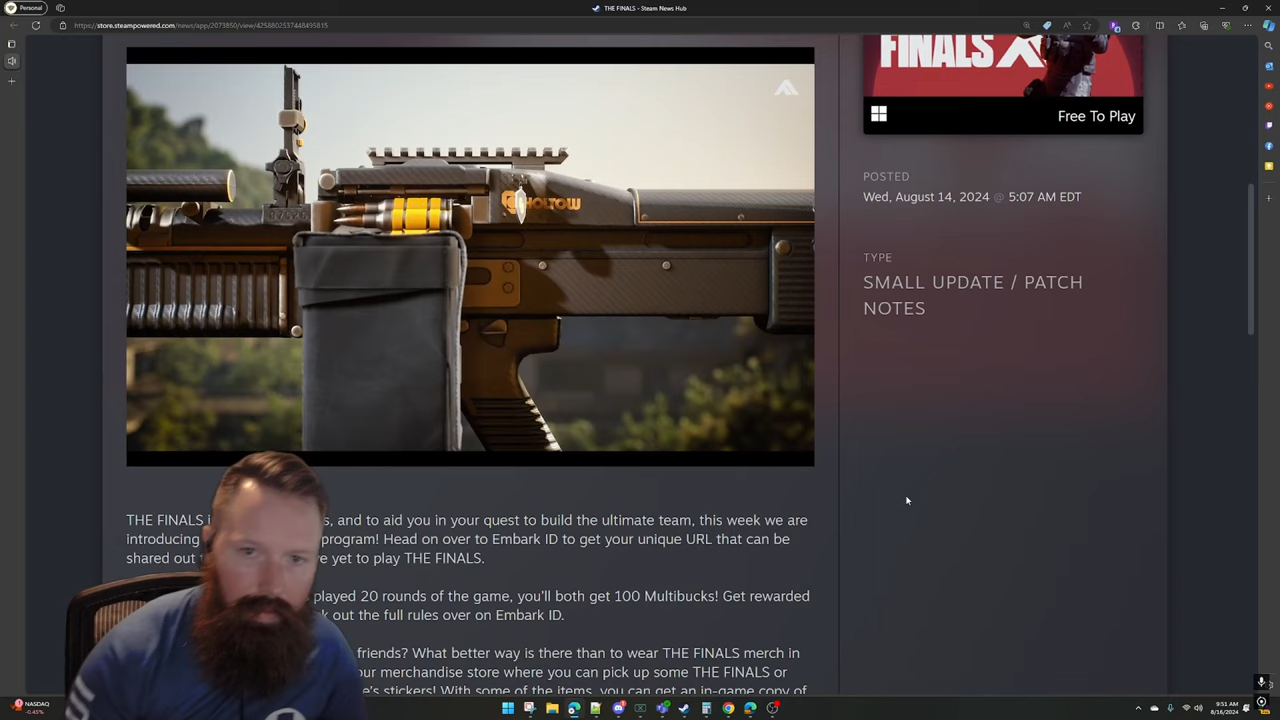 Personal
THE FINALS - Steam News Hub
https://store.steampowered.com/news/app/2073850/view/4258802537448495815
FINALS
Free To Play
HOLTOW
POSTED
Wed, August 14, 2024 @ 5:07 AM EDT
TYPE
SMALL UPDATE / PATCH
NOTES
THE FINALS i s, and to aid you in your quest to build the ultimate team, this week we are
introducing program! Head on over to Embark ID to get your unique URL that can be
shared out e yet to play THE FINALS.
played 20 rounds of the game, you'll both get 100 Multibucks! Get rewarded
k out the full rules over on Embark ID.
friends? What better way is there than to wear THE FINALS merch in
our merchandise store where you can pick up some THE FINALS or
e's stickers! With some of the items, you can get an in-game copy of
NASDAQ
-0.45%
9:51 AM
8/16/2024